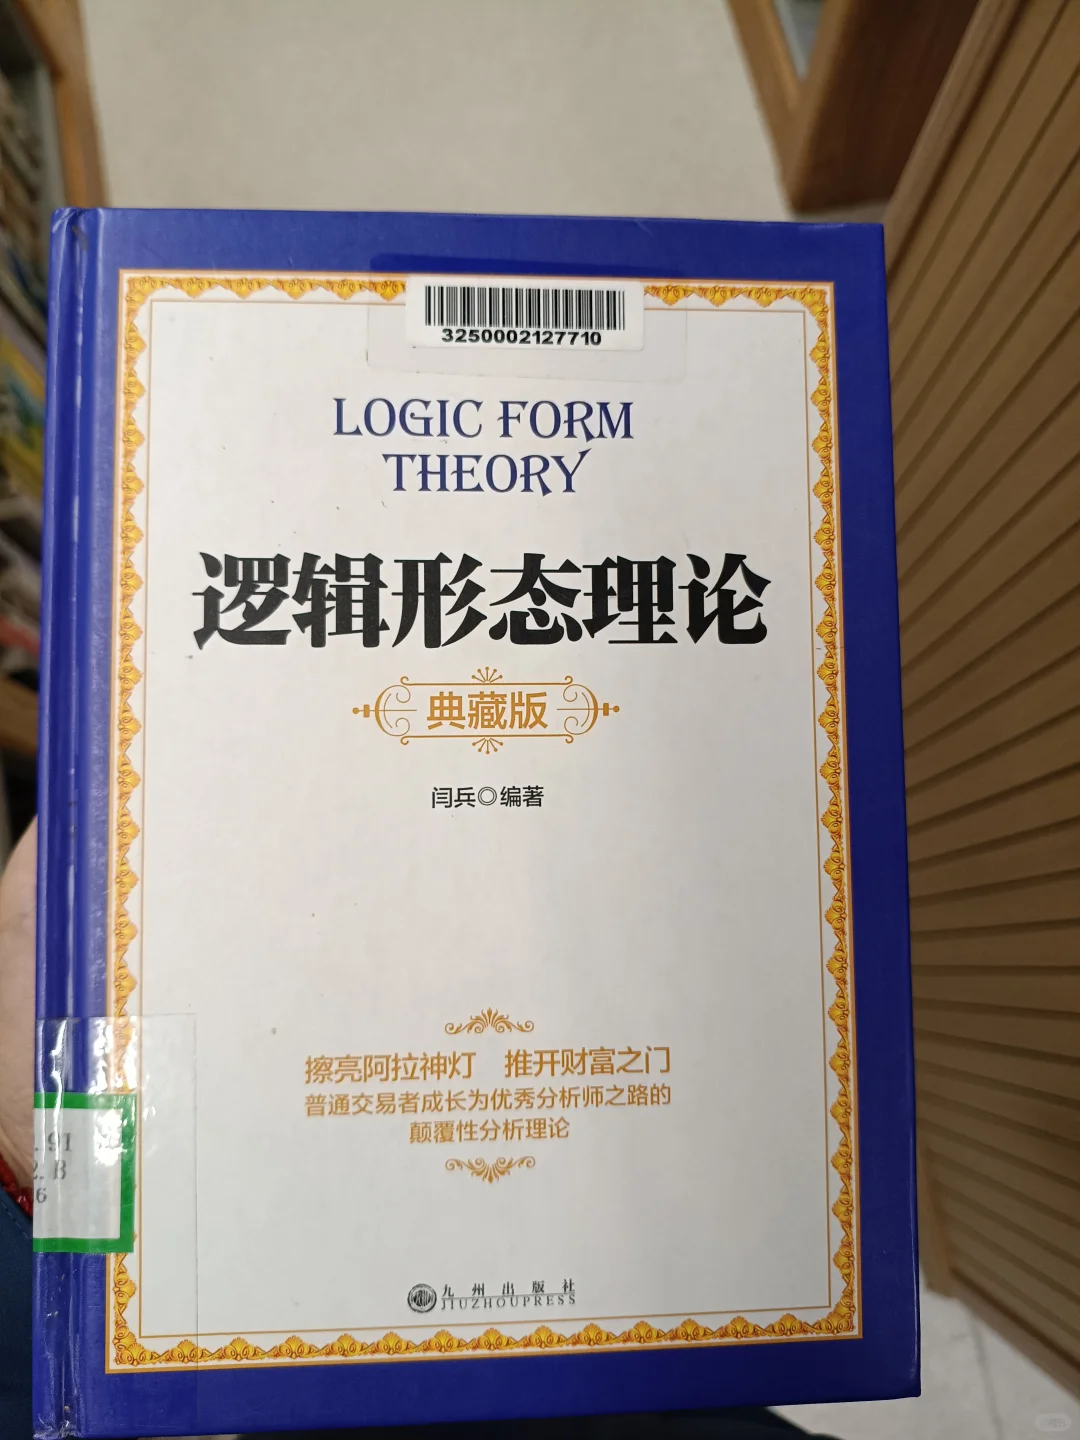 3250002127710
LOGIC FORM
THEORY
逻辑形态理论
典藏版
闫兵◎编著
擦亮阿拉神灯 推开财富之门
普通交易者成长为优秀分析师之路的
颠覆性分析理论
.91
2.B
6
九州出版社
JIUZHOUPRESS